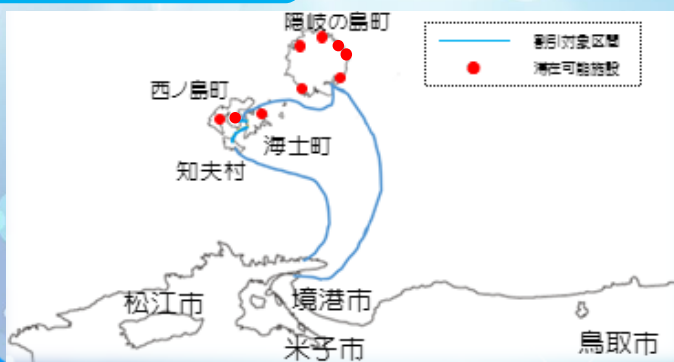 隠岐の島町
割引対象区間
滞在可能施設
西ノ島町
海士町
知夫村
松江市
境港市
米子市
鳥取市